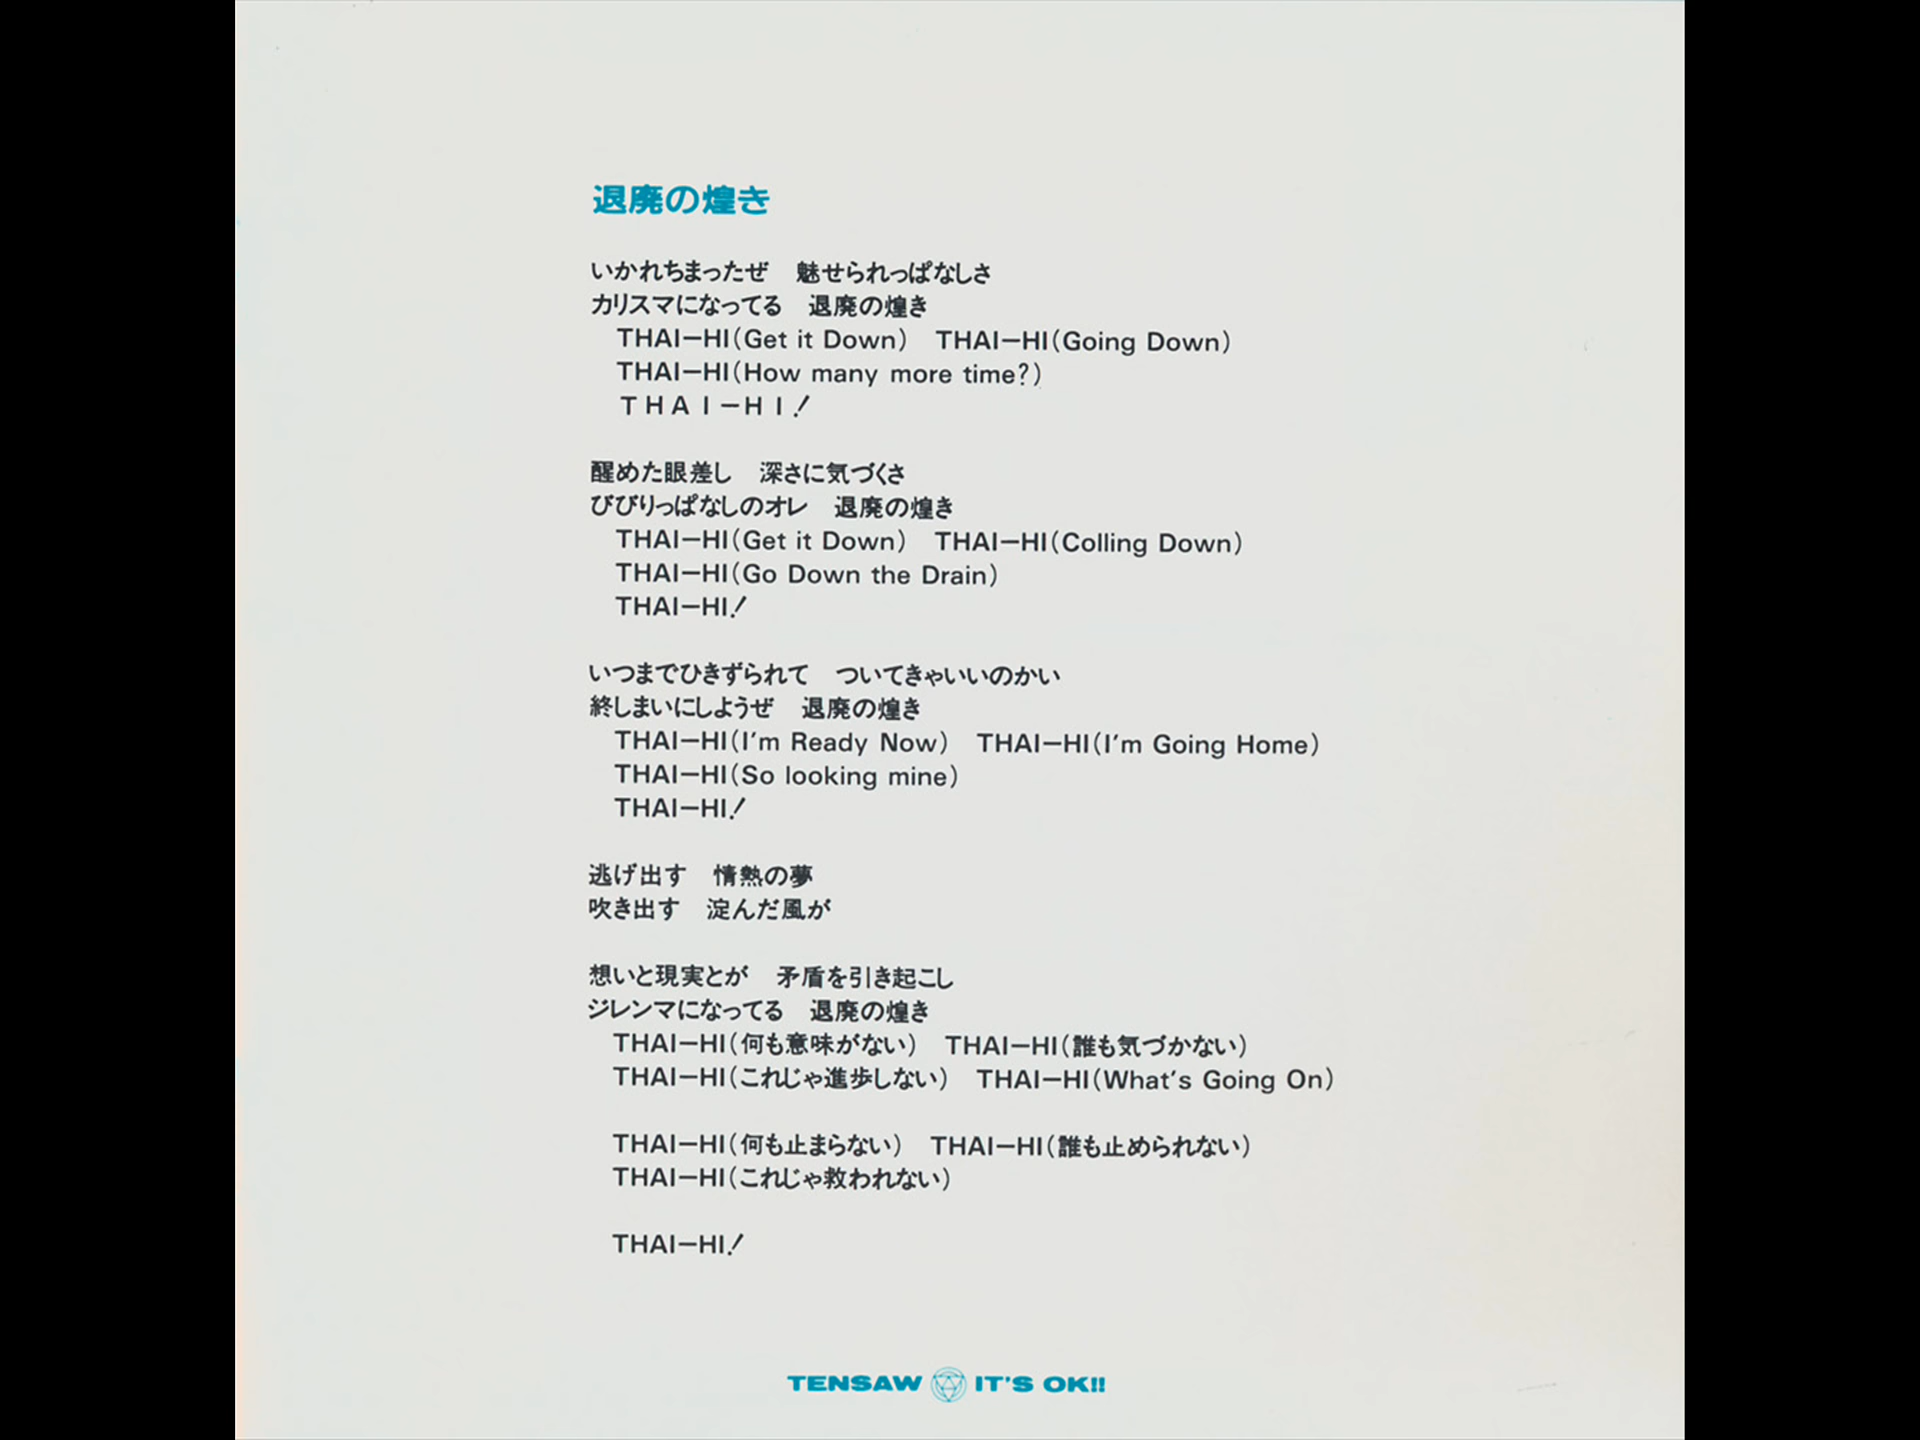 退廃の煌き
いかれちまったぜ　魅せられっぱなしさ
カリスマになってる　退廃の煌き
THAI—HI(Get it Down)　THAI—HI(Going Down)
THAI—HI(How many more time?)
THAI—HI!
醒めた眼差し　深さに気づくさ
びびりっぱなしのオレ　退廃の煌き
THAI—HI(Get it Down)　THAI—HI(Colling Down)
THAI—HI(Go Down the Drain)
THAI—HI!
いつまでひきずられて　ついてきゃいいのかい
終しまいにしようぜ　退廃の煌き
THAI—HI(I'm Ready Now)　THAI—HI(I'm Going Home)
THAI—HI(So looking mine)
THAI—HI!
逃げ出す　情熱の夢
吹き出す　淀んだ風が
想いと現実とが　矛盾を引き起こし
ジレンマになってる　退廃の煌き
THAI—HI(何も意味がない)　THAI—HI(誰も気づかない)
THAI—HI(これじゃ進歩しない)　THAI—HI(What's Going On)
THAI—HI(何も止まらない)　THAI—HI(誰も止められない)
THAI—HI(これじゃ救われない)
THAI—HI!
TENSAW IT'S OK!!